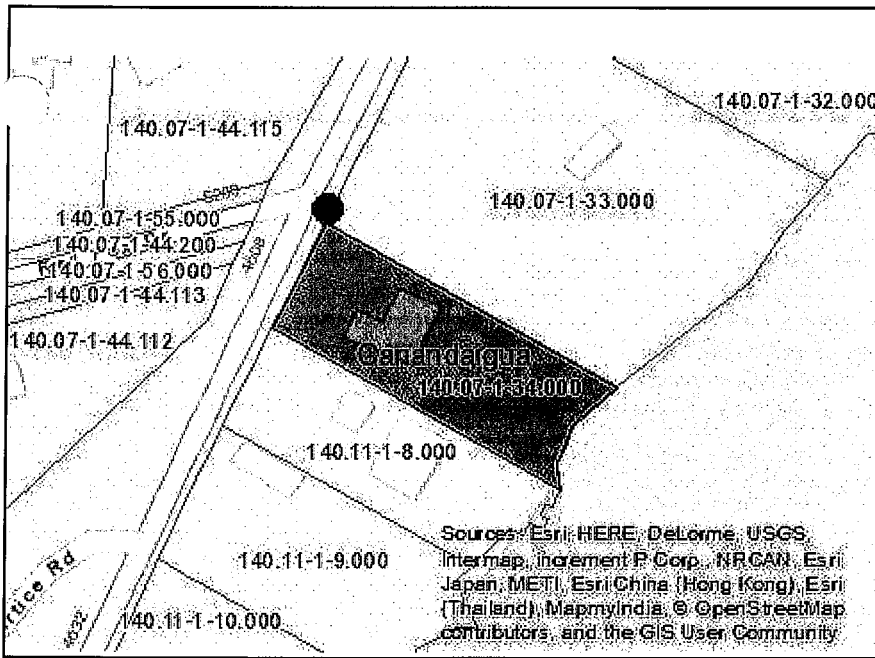 140.07-1-32.000
140.07-1-44.115
140.07-1-33.000
140.07-1-55.000
140.07-1-44.200
140.07-1-56.000
4608
140.07-1-44.113
140.07-1-44.112
Canandaigua
140.07-1-34.000
140.11-1-8.000
Sources: Esri, HERE, DeLorme, USGS,
Intermap, increment P Corp., NRCAN, Esri
Japan, METI, Esri China (Hong Kong), Esri
(Thailand), MapmyIndia, © OpenStreetMap
contributors, and the GIS User Community
140.11-1-9.000
Rd
4632
140.11-1-10.000